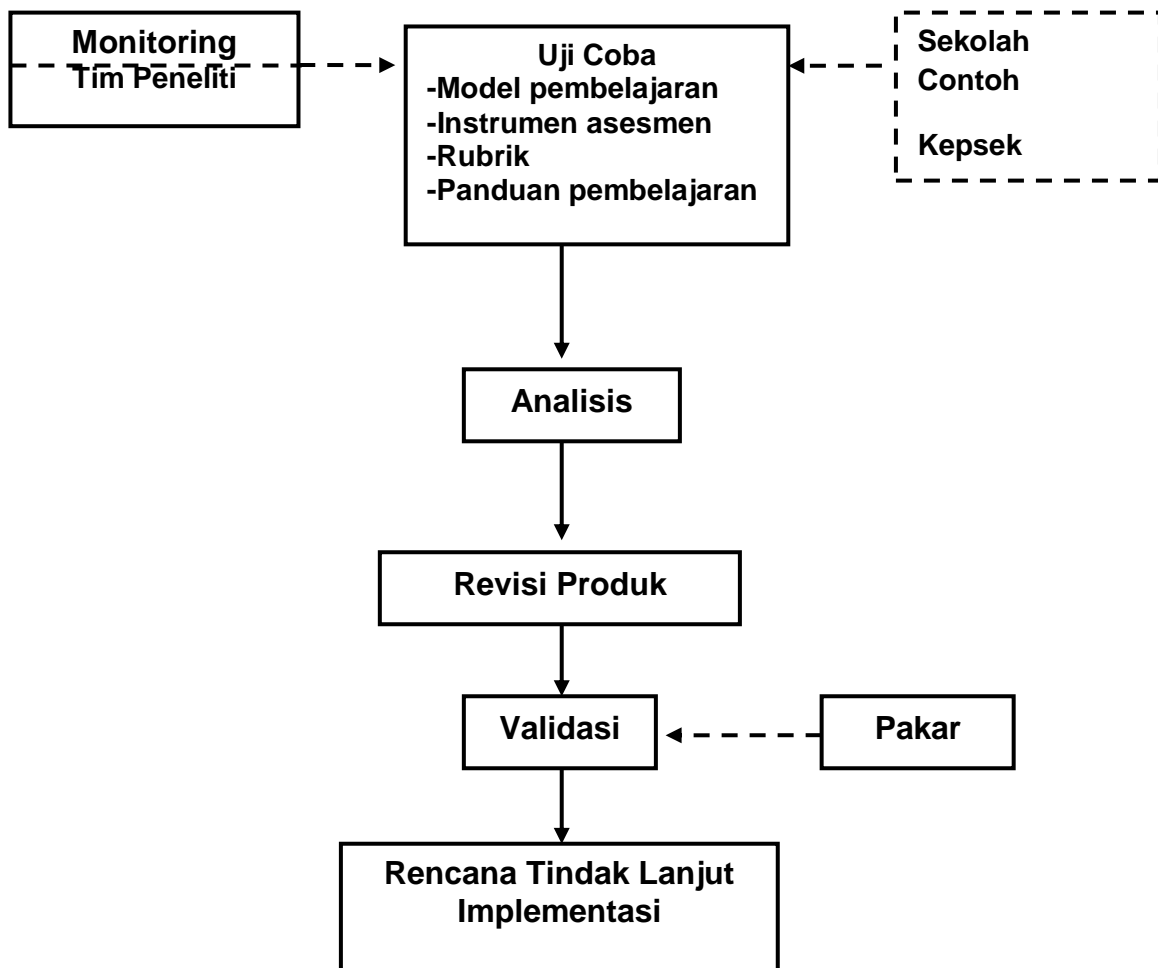 Monitoring
Tim Peneliti
Uji Coba
-Model pembelajaran
-Instrumen asesmen
-Rubrik
-Panduan pembelajaran
Sekolah
Contoh
Kepsek
Analisis
Revisi Produk
Validasi
Pakar
Rencana Tindak Lanjut
Implementasi